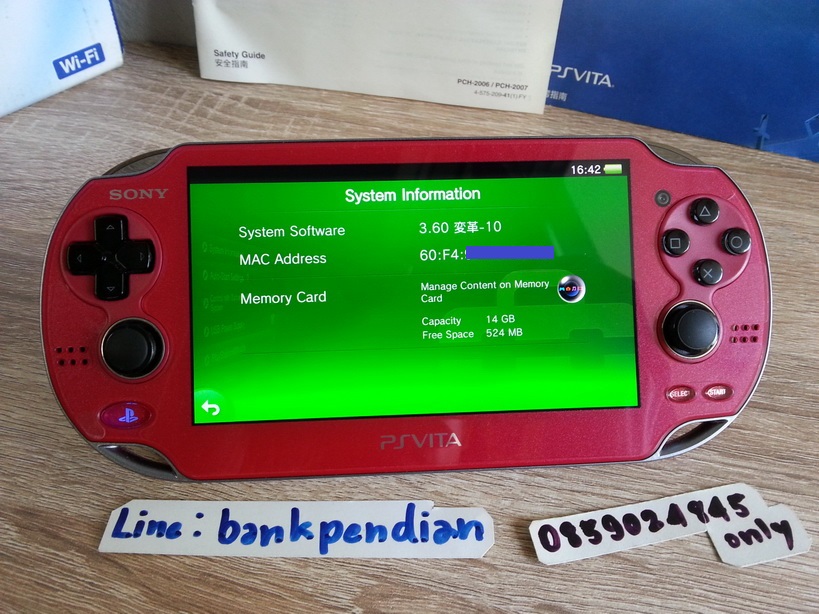 Wi-Fi
Safety Guide
安全指南
PCH-2006 / PCH-2007
PSVITA
指南
SONY
16:42
System Information
System Software 3.60 変革-10
MAC Address 60:F4:
Memory Card Manage Content on Memory
Card
Capacity 14 GB
Free Space 524 MB
SELECT
START
PSVITA
Line: bankpendian
0859024945
only